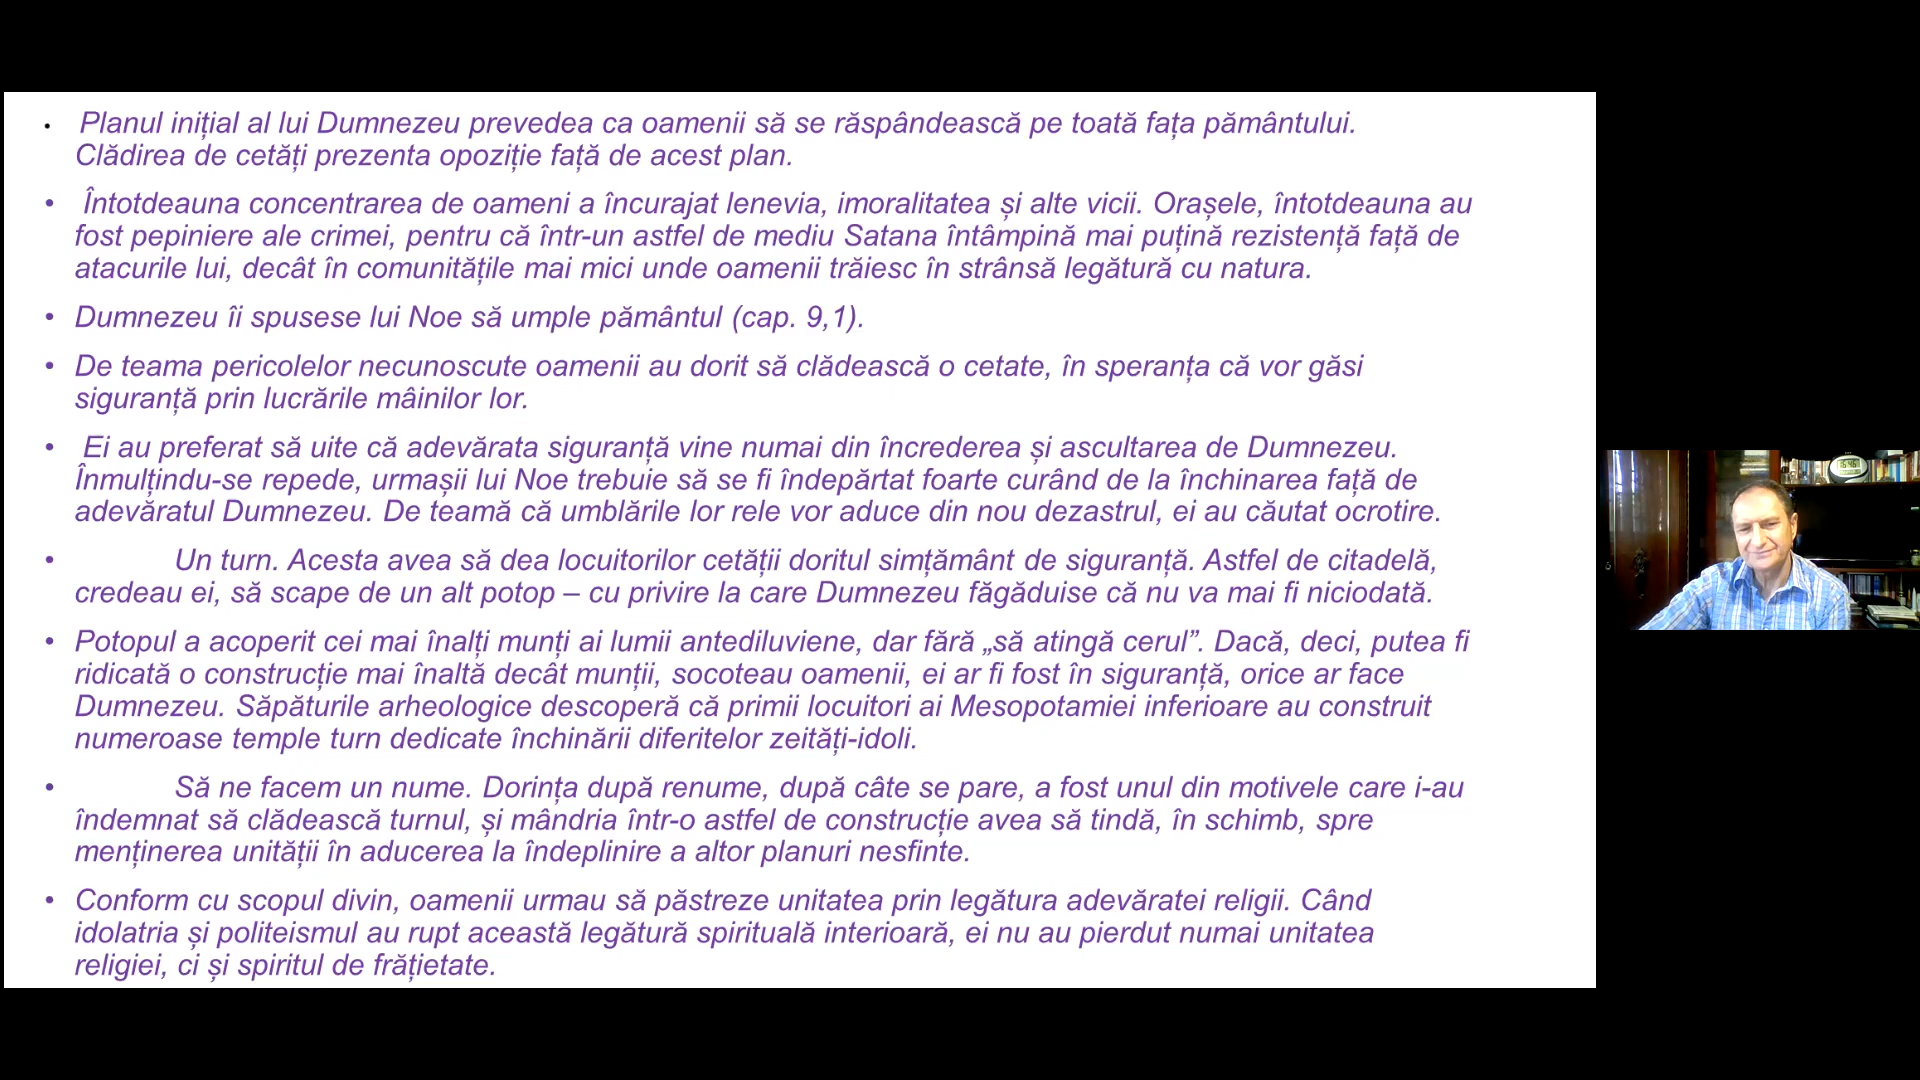 • Planul inițial al lui Dumnezeu prevedea ca oamenii să se răspândească pe toată fața pământului.
Clădirea de cetăți prezenta opoziție față de acest plan.
• Întotdeauna concentrarea de oameni a încurajat lenevia, imoralitatea și alte vicii. Orașele, întotdeauna au
fost pepiniere ale crimei, pentru că într-un astfel de mediu Satana întâmpină mai puțină rezistență față de
atacurile lui, decât în comunitățile mai mici unde oamenii trăiesc în strânsă legătură cu natura.
• Dumnezeu îi spusese lui Noe să umple pământul (cap. 9,1).
• De teama pericolelor necunoscute oamenii au dorit să clădească o cetate, în speranța că vor găsi
siguranță prin lucrările mâinilor lor.
• Ei au preferat să uite că adevărata siguranță vine numai din încrederea și ascultarea de Dumnezeu.
Înmulțindu-se repede, urmașii lui Noe trebuie să se fi îndepărtat foarte curând de la închinarea față de
adevăratul Dumnezeu. De teamă că umblările lor rele vor aduce din nou dezastrul, ei au căutat ocrotire.
• Un turn. Acesta avea să dea locuitorilor cetății doritul simțământ de siguranță. Astfel de citadelă,
credeau ei, să scape de un alt potop – cu privire la care Dumnezeu făgăduise că nu va mai fi niciodată.
• Potopul a acoperit cei mai înalți munți ai lumii antediluviene, dar fără „să atingă cerul”. Dacă, deci, putea fi
ridicată o construcție mai înaltă decât munții, socoteau oamenii, ei ar fi fost în siguranță, orice ar face
Dumnezeu. Săpăturile arheologice descoperă că primii locuitori ai Mesopotamiei inferioare au construit
numeroase temple turn dedicate închinării diferitelor zeități-idoli.
• Să ne facem un nume. Dorința după renume, după câte se pare, a fost unul din motivele care i-au
îndemnat să clădească turnul, și mândria într-o astfel de construcție avea să tindă, în schimb, spre
menținerea unității în aducerea la îndeplinire a altor planuri nesfinte.
• Conform cu scopul divin, oamenii urmau să păstreze unitatea prin legătura adevăratei religii. Când
idolatria și politeismul au rupt această legătură spirituală interioară, ei nu au pierdut numai unitatea
religiei, ci și spiritul de frățietate.